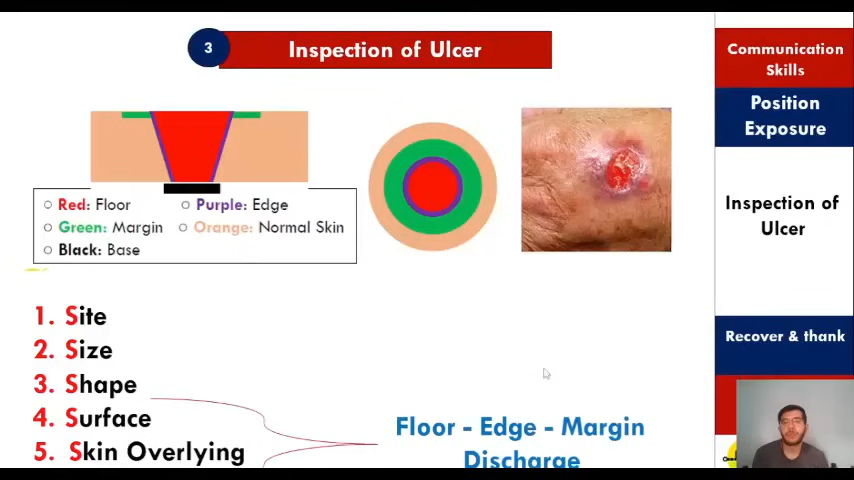 3
Inspection of Ulcer
Red: Floor
Purple: Edge
Green: Margin
Orange: Normal Skin
Black: Base
1. Site
2. Size
3. Shape
4. Surface
5. Skin Overlying
Floor - Edge - Margin
Discharge
Communication
Skills
Position
Exposure
Inspection of
Ulcer
Recover & thank